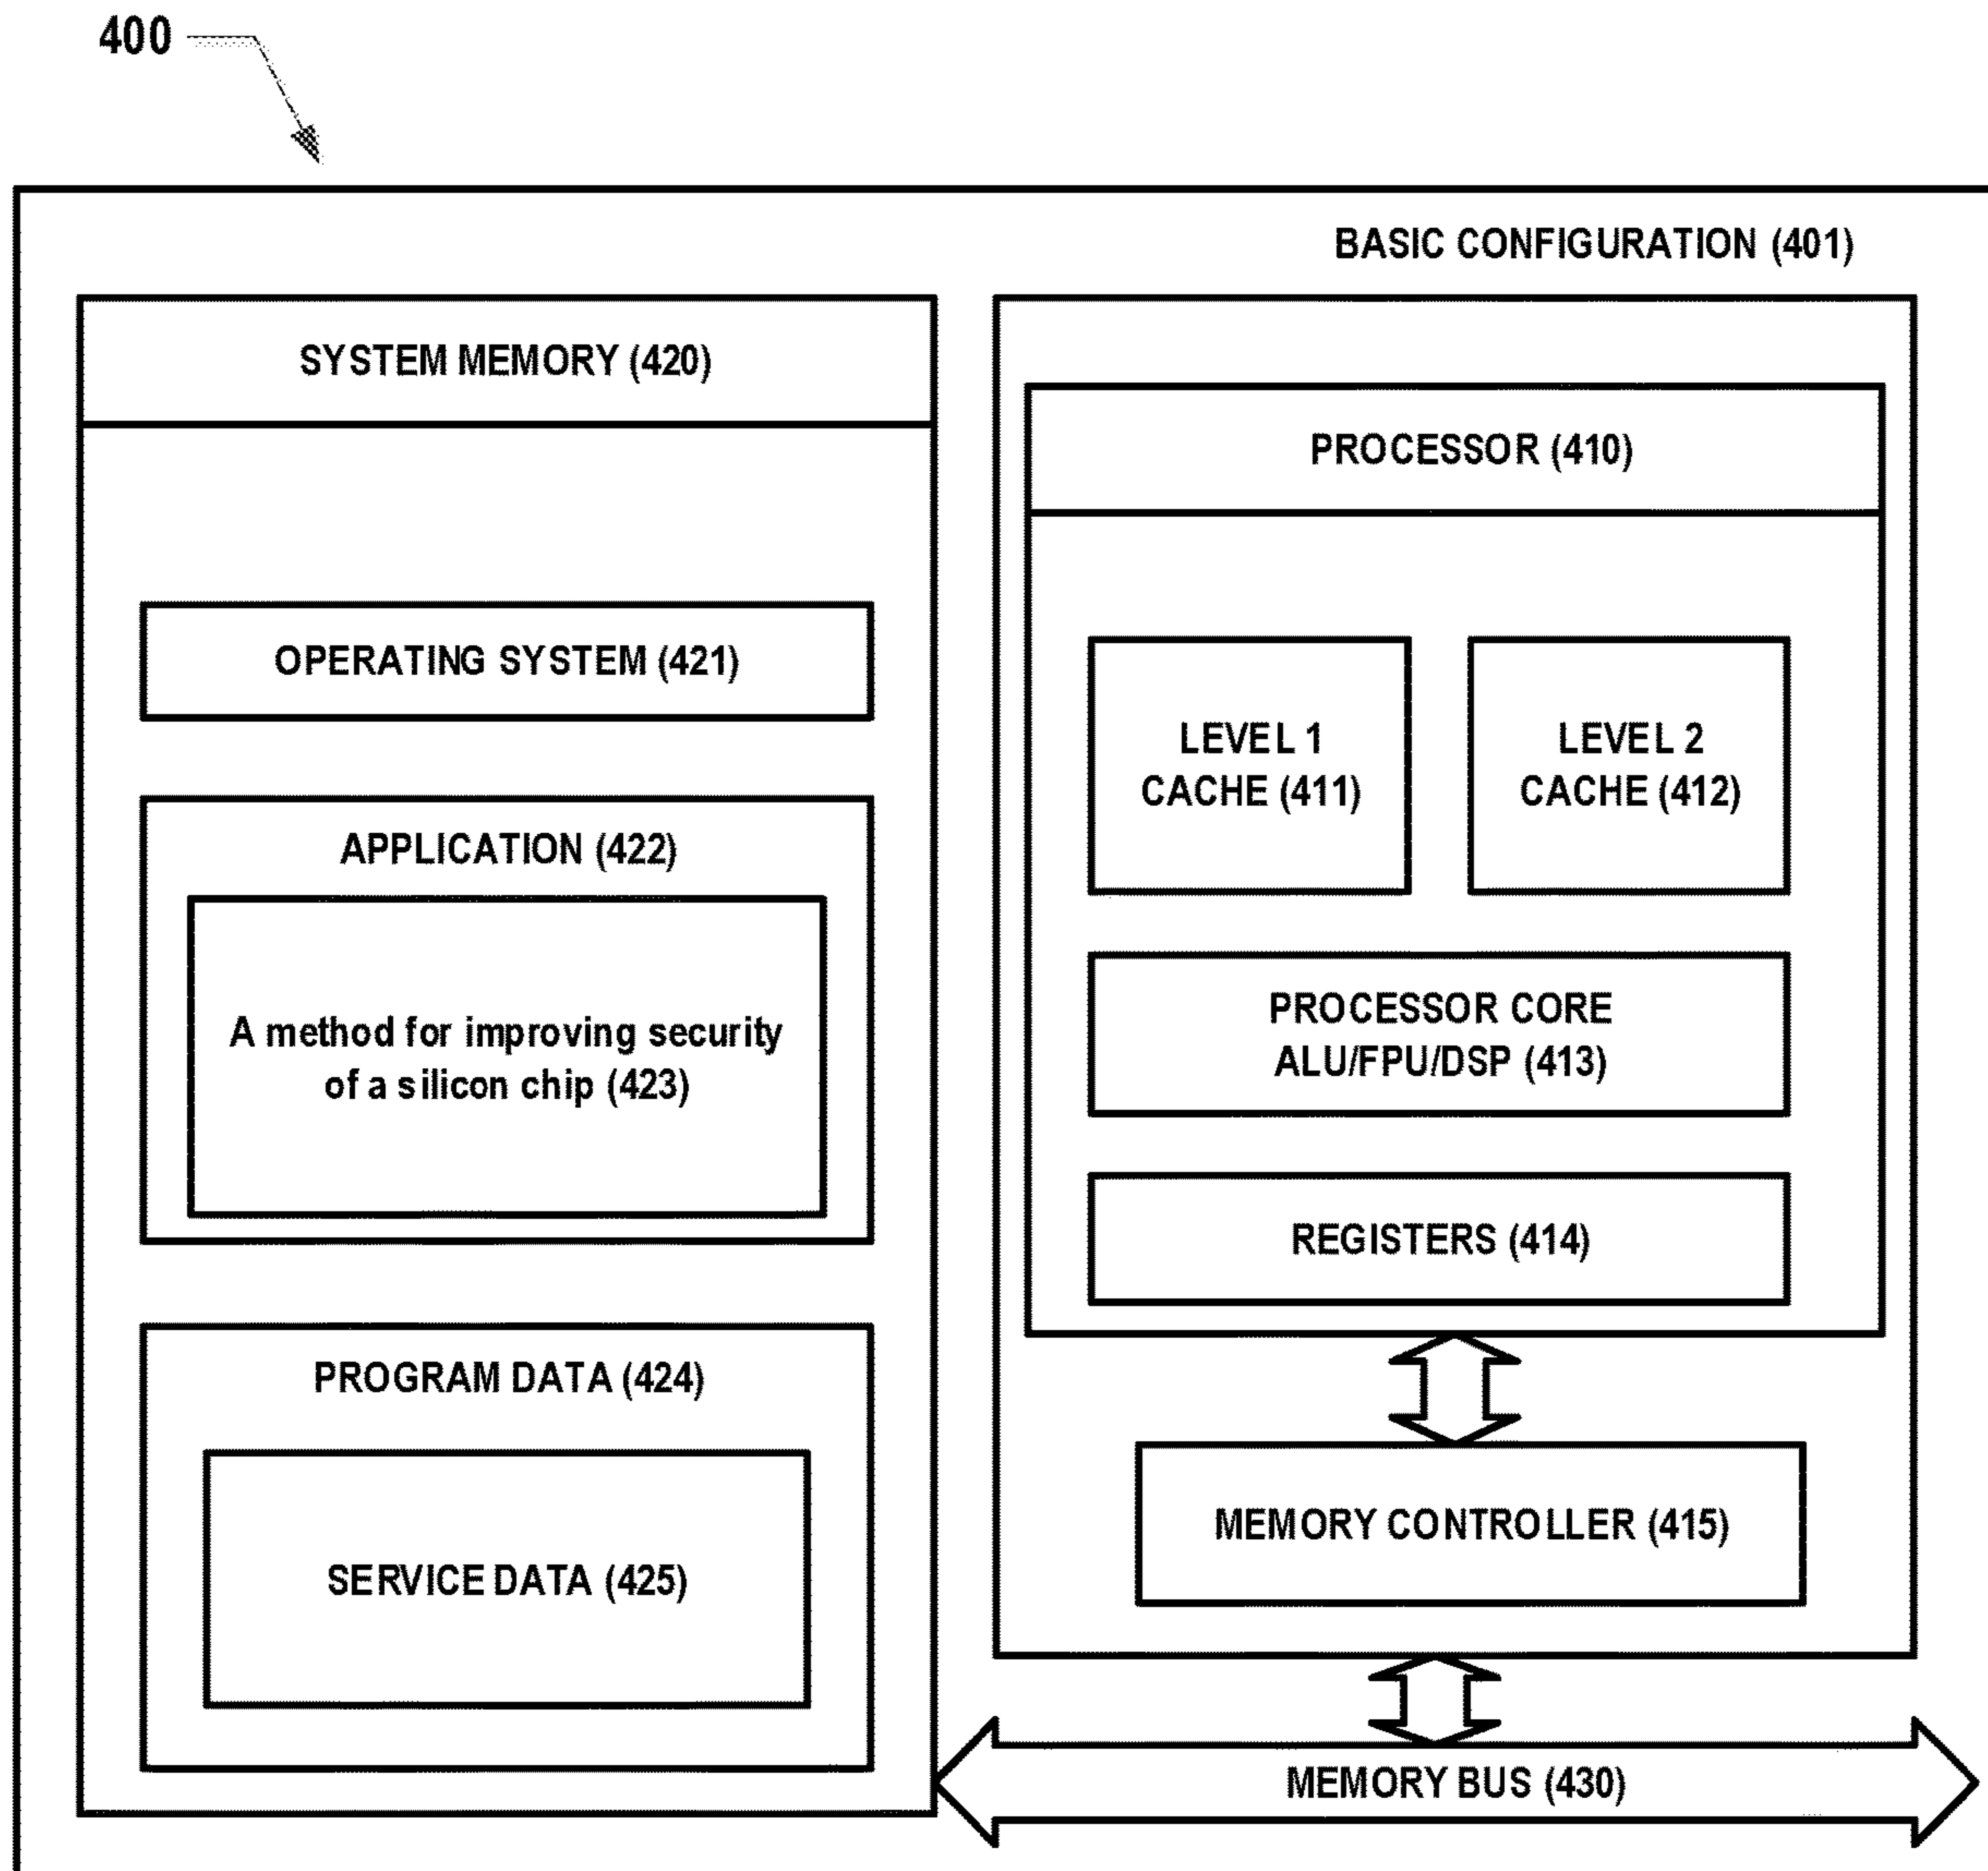 400
BASIC CONFIGURATION (401)
SYSTEM MEMORY (420)
OPERATING SYSTEM (421)
APPLICATION (422)
A method for improving security
of a silicon chip (423)
PROGRAM DATA (424)
SERVICE DATA (425)
PROCESSOR (410)
LEVEL 1
CACHE (411)
LEVEL 2
CACHE (412)
PROCESSOR CORE
ALU/FPU/DSP (413)
REGISTERS (414)
MEMORY CONTROLLER (415)
MEMORY BUS (430)